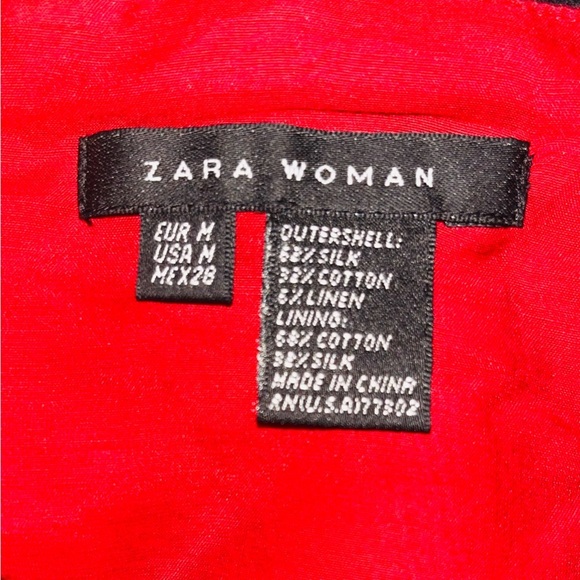 ZARA WOMAN
EUR M
USA M
MEX28
OUTERSHELL:
62% SILK
32% COTTON
6% LINEN
LINING:
68% COTTON
32% SILK
MADE IN CHINA
RN(U.S.A)77302